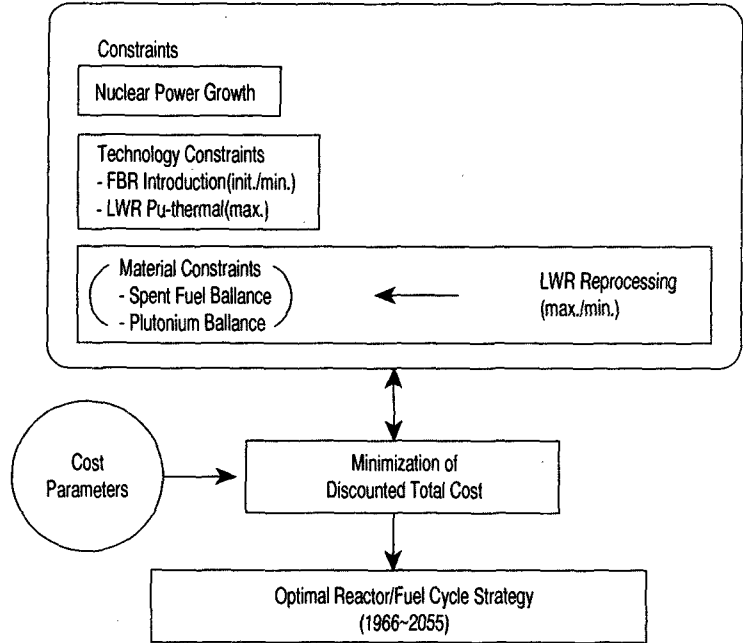 Constraints
Nuclear Power Growth
Technology Constraints
- FBR Introduction(init./min.)
- LWR Pu-thermal(max.)
Material Constraints
- Spent Fuel Ballance
- Plutonium Ballance
LWR Reprocessing
(max./min.)
Cost
Parameters
Minimization of
Discounted Total Cost
Optimal Reactor/Fuel Cycle Strategy
(1966~2055)